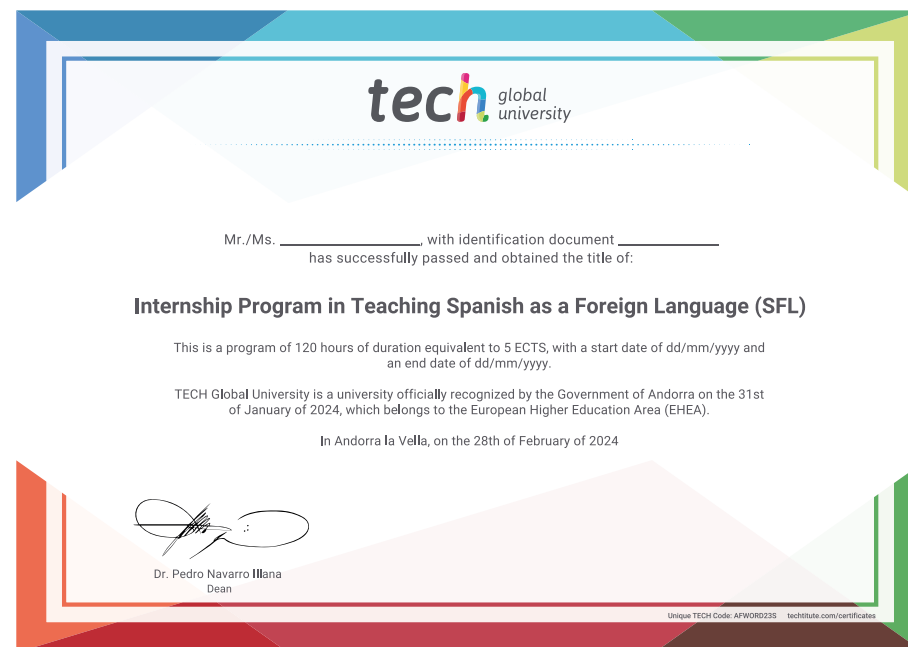 tech global university
Mr./Ms. ____________________, with identification document ______________
has successfully passed and obtained the title of:
Internship Program in Teaching Spanish as a Foreign Language (SFL)
This is a program of 120 hours of duration equivalent to 5 ECTS, with a start date of dd/mm/yyyy and
an end date of dd/mm/yyyy.
TECH Global University is a university officially recognized by the Government of Andorra on the 31st
of January of 2024, which belongs to the European Higher Education Area (EHEA).
In Andorra la Vella, on the 28th of February of 2024
Dr. Pedro Navarro Illana
Dean
Unique TECH Code: AFWORD23S techtitute.com/certificates